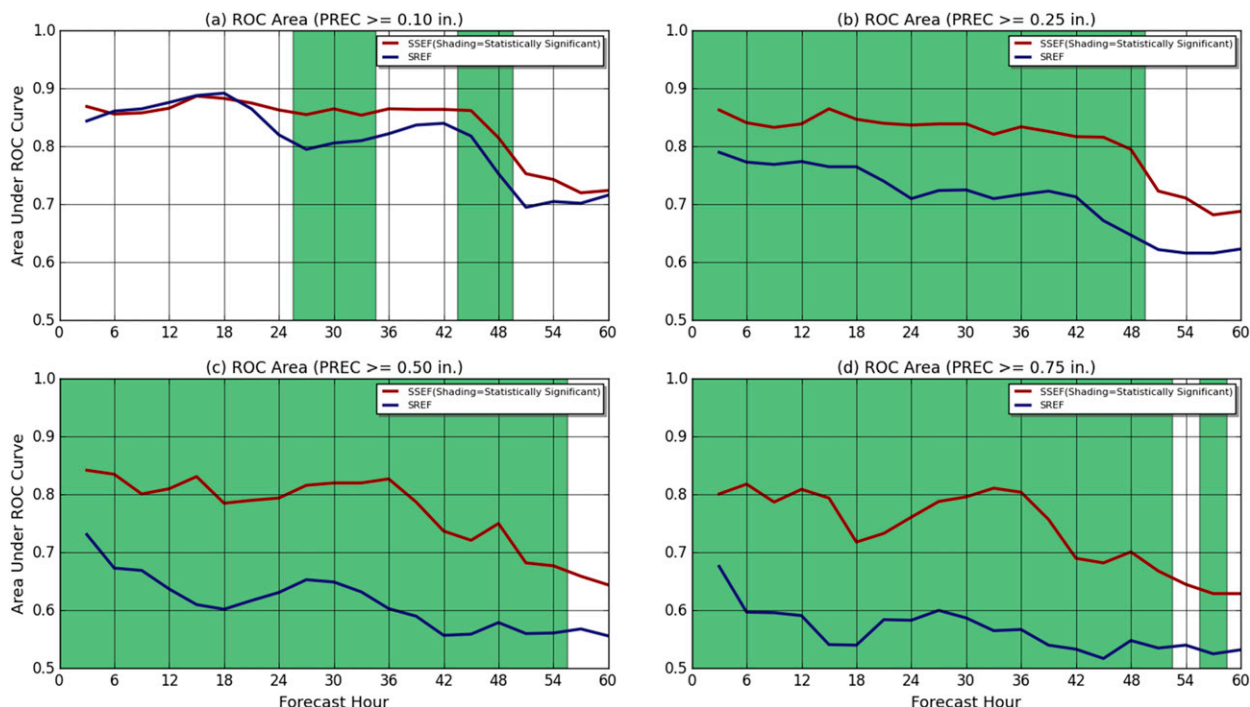 (a) ROC Area (PREC >= 0.10 in.)
1.0
0.9
0.8
0.7
0.6
0.5
Area Under ROC Curve
SSEF(Shading=Statistically Significant)
SREF
0 6 12 18 24 30 36 42 48 54 60
(b) ROC Area (PREC >= 0.25 in.)
1.0
0.9
0.8
0.7
0.6
0.5
SSEF(Shading=Statistically Significant)
SREF
0 6 12 18 24 30 36 42 48 54 60
(c) ROC Area (PREC >= 0.50 in.)
1.0
0.9
0.8
0.7
0.6
0.5
Area Under ROC Curve
SSEF(Shading=Statistically Significant)
SREF
0 6 12 18 24 30 36 42 48 54 60
Forecast Hour
(d) ROC Area (PREC >= 0.75 in.)
1.0
0.9
0.8
0.7
0.6
0.5
SSEF(Shading=Statistically Significant)
SREF
0 6 12 18 24 30 36 42 48 54 60
Forecast Hour